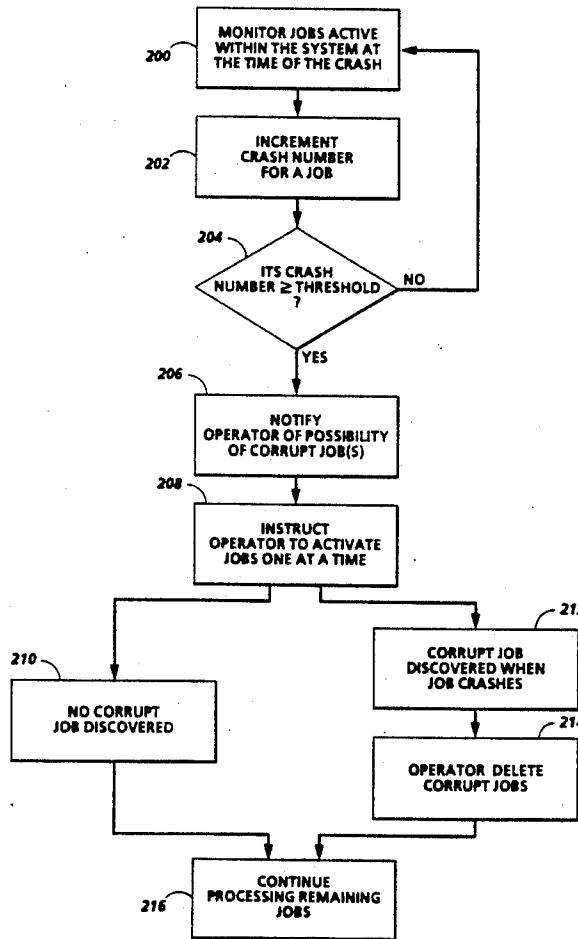 MONITOR JOBS ACTIVE
WITHIN THE SYSTEM AT
THE TIME OF THE CRASH
200
INCREMENT
CRASH NUMBER
FOR A JOB
202
204
ITS CRASH
NUMBER ≥ THRESHOLD
?
NO
YES
206
NOTIFY
OPERATOR OF POSSIBILITY
OF CORRUPT JOB(S)
208
INSTRUCT
OPERATOR TO ACTIVATE
JOBS ONE AT A TIME
210
NO CORRUPT
JOB DISCOVERED
CORRUPT JOB
DISCOVERED WHEN
JOB CRASHES
214
OPERATOR DELETE
CORRUPT JOBS
CONTINUE
PROCESSING REMAINING
JOBS
216